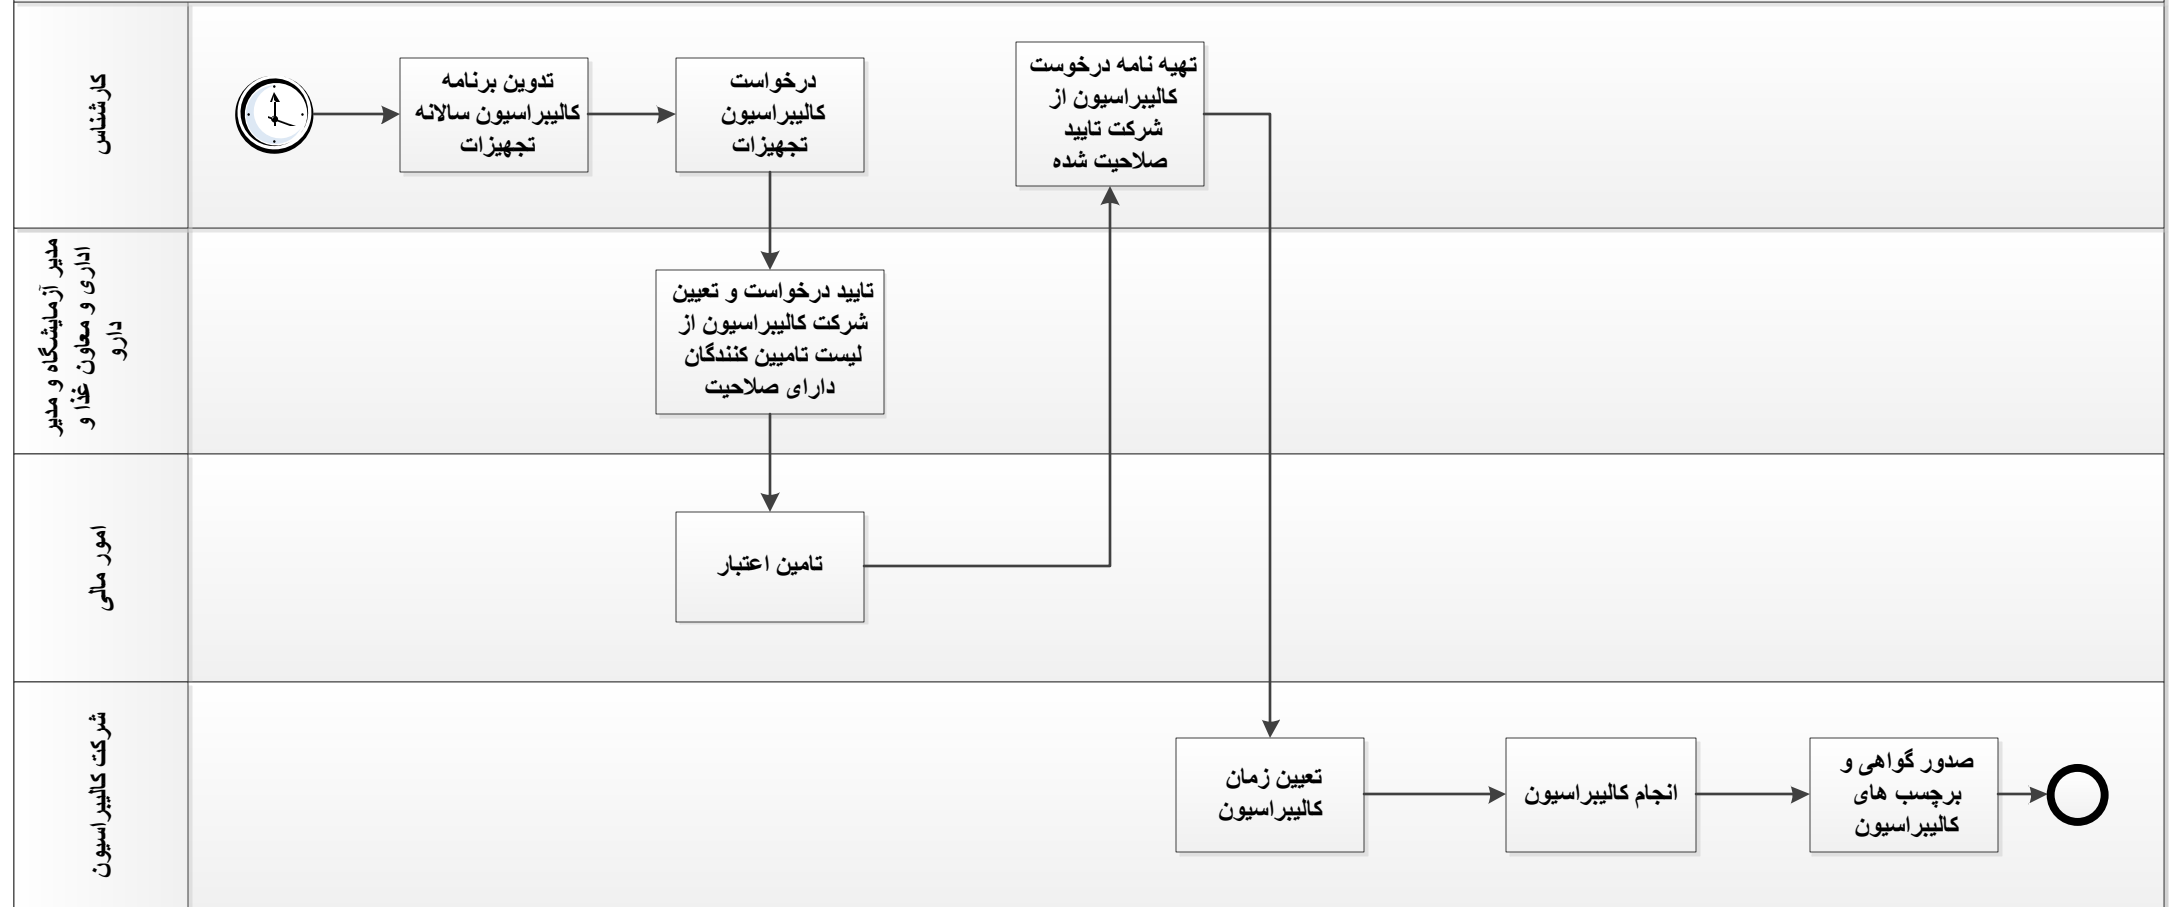 کارشناس
تدوین برنامه
کالیبراسیون سالانه
تجهیزات
درخواست
کالیبراسیون
تجهیزات
تهیه نامه درخوست
کالیبراسیون از
شرکت تایید
صلاحیت شده
مدیر آزمایشگاه و مدیر
اداری و معاون غذا و
دارو
تایید درخواست و تعیین
شرکت کالیبراسیون از
لیست تامیین کنندگان
دارای صلاحیت
امور مالی
تامین اعتبار
شرکت کالیبراسیون
تعیین زمان
کالیبراسیون
انجام کالیبراسیون
صدور گواهی و
برچسب های
کالیبراسیون